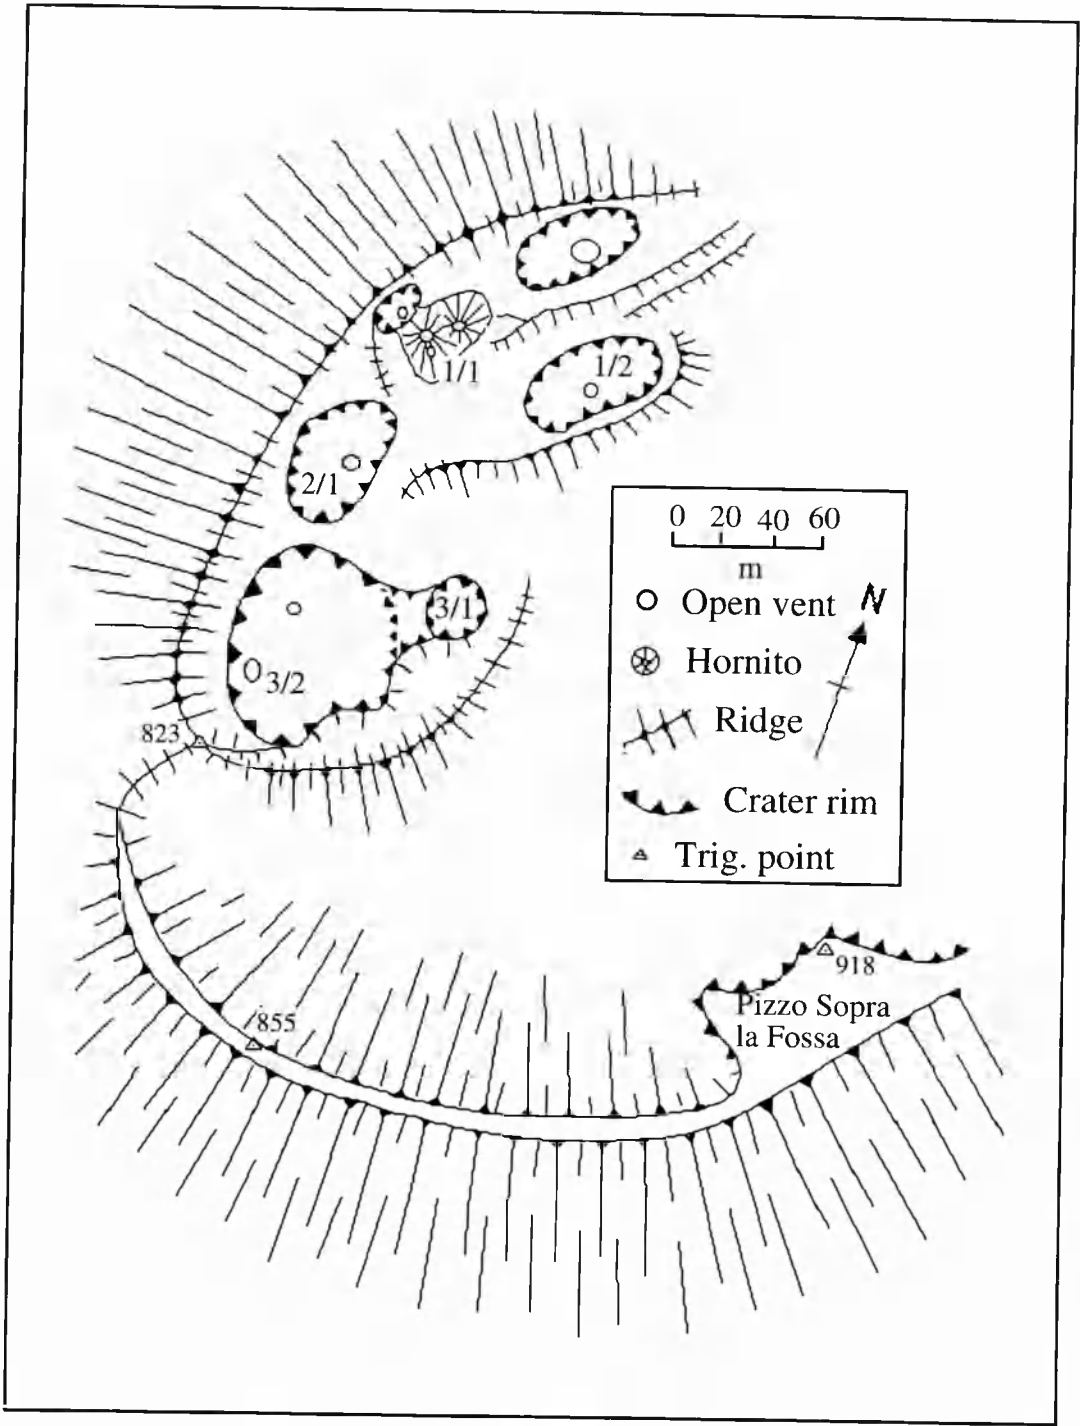 1/1
1/2
2/1
3/1
3/2
823
0 20 40 60
m
Open vent N
Hornito
Ridge
Crater rim
Trig. point
918
Pizzo Sopra
la Fossa
855